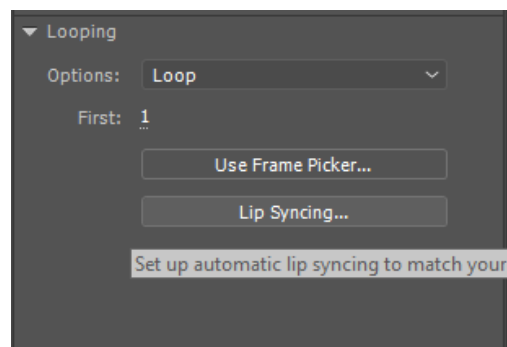 Looping
Options: Loop
First: 1
Use Frame Picker...
Lip Syncing...
Set up automatic lip syncing to match your